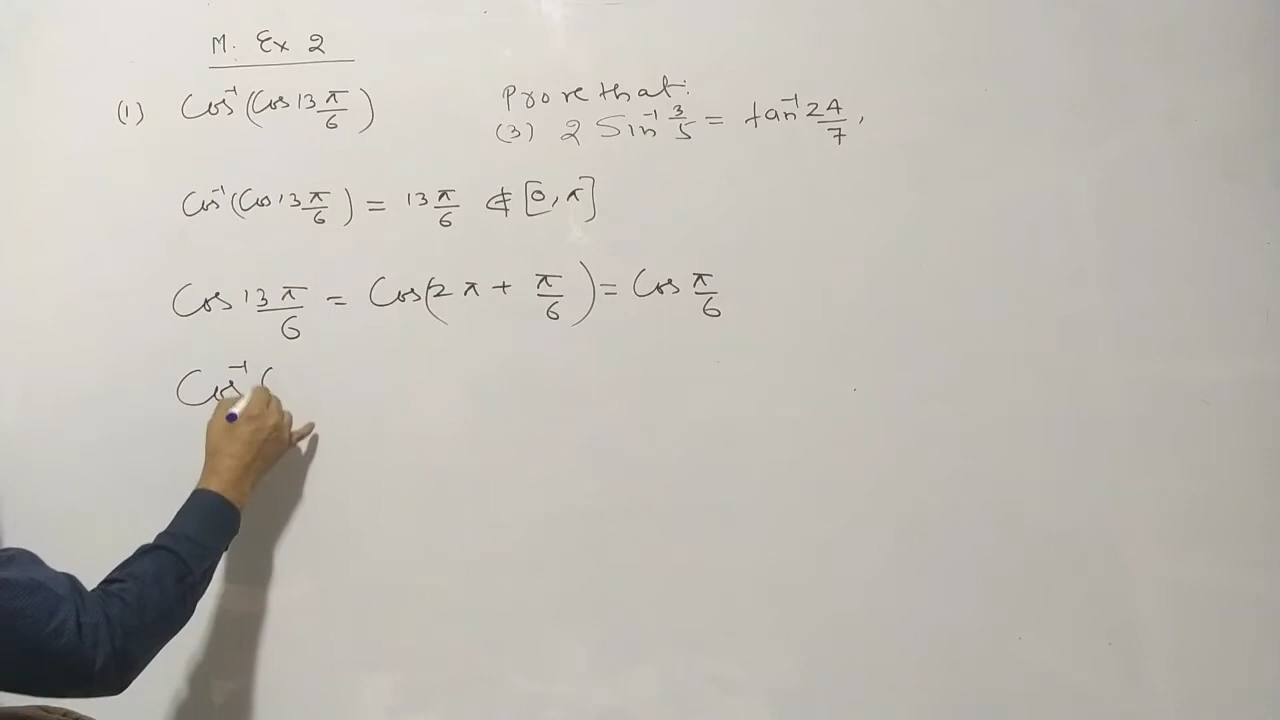 M. Ex 2
(1) Cos⁻¹(Cos 13π/6)
Prove that:
(3) 2 Sin⁻¹ 3/5 = tan⁻¹ 24/7,
Cos⁻¹(Cos 13π/6) = 13π/6 ∉ [0, π]
Cos 13π/6 = Cos(2π + π/6) = Cos π/6
Cos⁻¹(